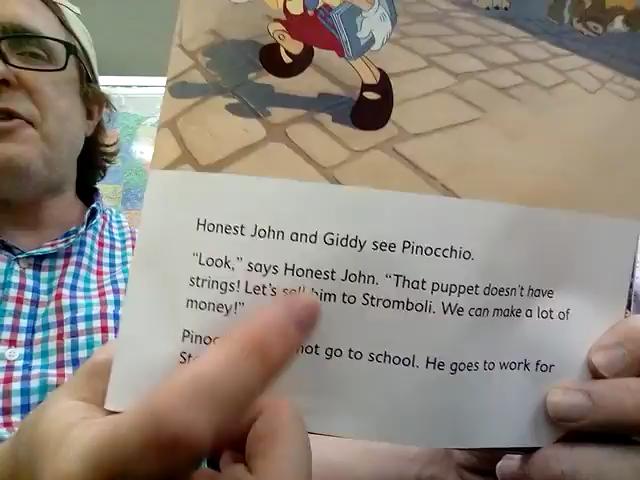 Honest John and Giddy see Pinocchio.
"Look," says Honest John. "That puppet doesn't have
strings! Let's sell him to Stromboli. We can make a lot of
money!"
not go to school. He goes to work for